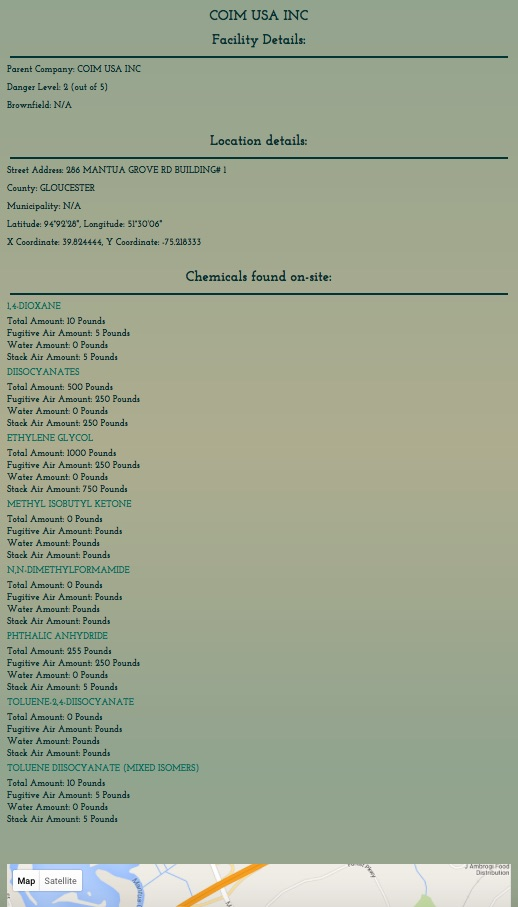 COIM USA INC
Facility Details:
Parent Company: COIM USA INC
Danger Level: 2 (out of 5)
Brownfield: N/A
Location details:
Street Address: 286 MANTUA GROVE RD BUILDING# 1
County: GLOUCESTER
Municipality: N/A
Latitude: 94°92'28", Longitude: 51°30'06"
X Coordinate: 39.824444, Y Coordinate: -75.218333
Chemicals found on-site:
1,4-DIOXANE
Total Amount: 10 Pounds
Fugitive Air Amount: 5 Pounds
Water Amount: 0 Pounds
Stack Air Amount: 5 Pounds
DIISOCYANATES
Total Amount: 500 Pounds
Fugitive Air Amount: 250 Pounds
Water Amount: 0 Pounds
Stack Air Amount: 250 Pounds
ETHYLENE GLYCOL
Total Amount: 1000 Pounds
Fugitive Air Amount: 250 Pounds
Water Amount: 0 Pounds
Stack Air Amount: 750 Pounds
METHYL ISOBUTYL KETONE
Total Amount: 0 Pounds
Fugitive Air Amount: Pounds
Water Amount: Pounds
Stack Air Amount: Pounds
N,N-DIMETHYLFORMAMIDE
Total Amount: 0 Pounds
Fugitive Air Amount: Pounds
Water Amount: Pounds
Stack Air Amount: Pounds
PHTHALIC ANHYDRIDE
Total Amount: 255 Pounds
Fugitive Air Amount: 250 Pounds
Water Amount: 0 Pounds
Stack Air Amount: 5 Pounds
TOLUENE-2,4-DIISOCYANATE
Total Amount: 0 Pounds
Fugitive Air Amount: Pounds
Water Amount: Pounds
Stack Air Amount: Pounds
TOLUENE DIISOCYANATE (MIXED ISOMERS)
Total Amount: 10 Pounds
Fugitive Air Amount: 5 Pounds
Water Amount: 0 Pounds
Stack Air Amount: 5 Pounds
J Ambrogi Food
Distribution
Map Satellite
Pkwy